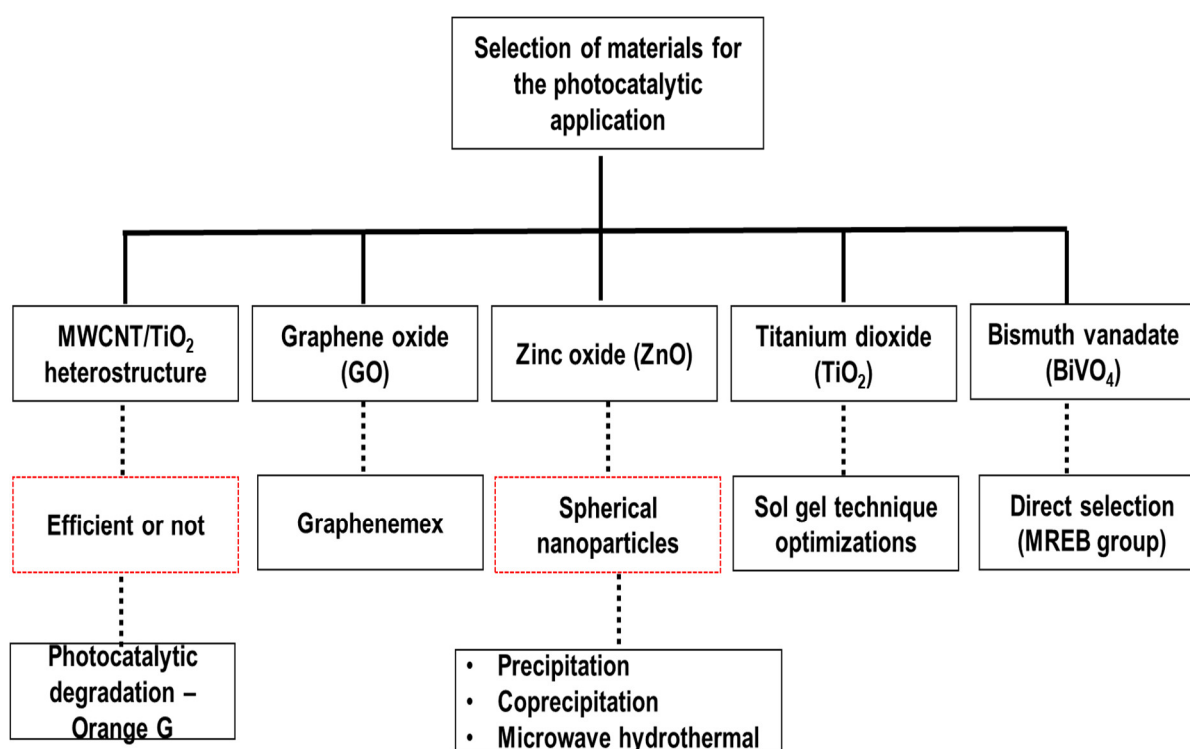 Selection of materials for
the photocatalytic
application
MWCNT/TiO₂
heterostructure
Graphene oxide
(GO)
Zinc oxide (ZnO)
Titanium dioxide
(TiO₂)
Bismuth vanadate
(BiVO₄)
Efficient or not
Graphenemex
Spherical
nanoparticles
Sol gel technique
optimizations
Direct selection
(MREB group)
Photocatalytic
degradation –
Orange G
• Precipitation
• Coprecipitation
• Microwave hydrothermal